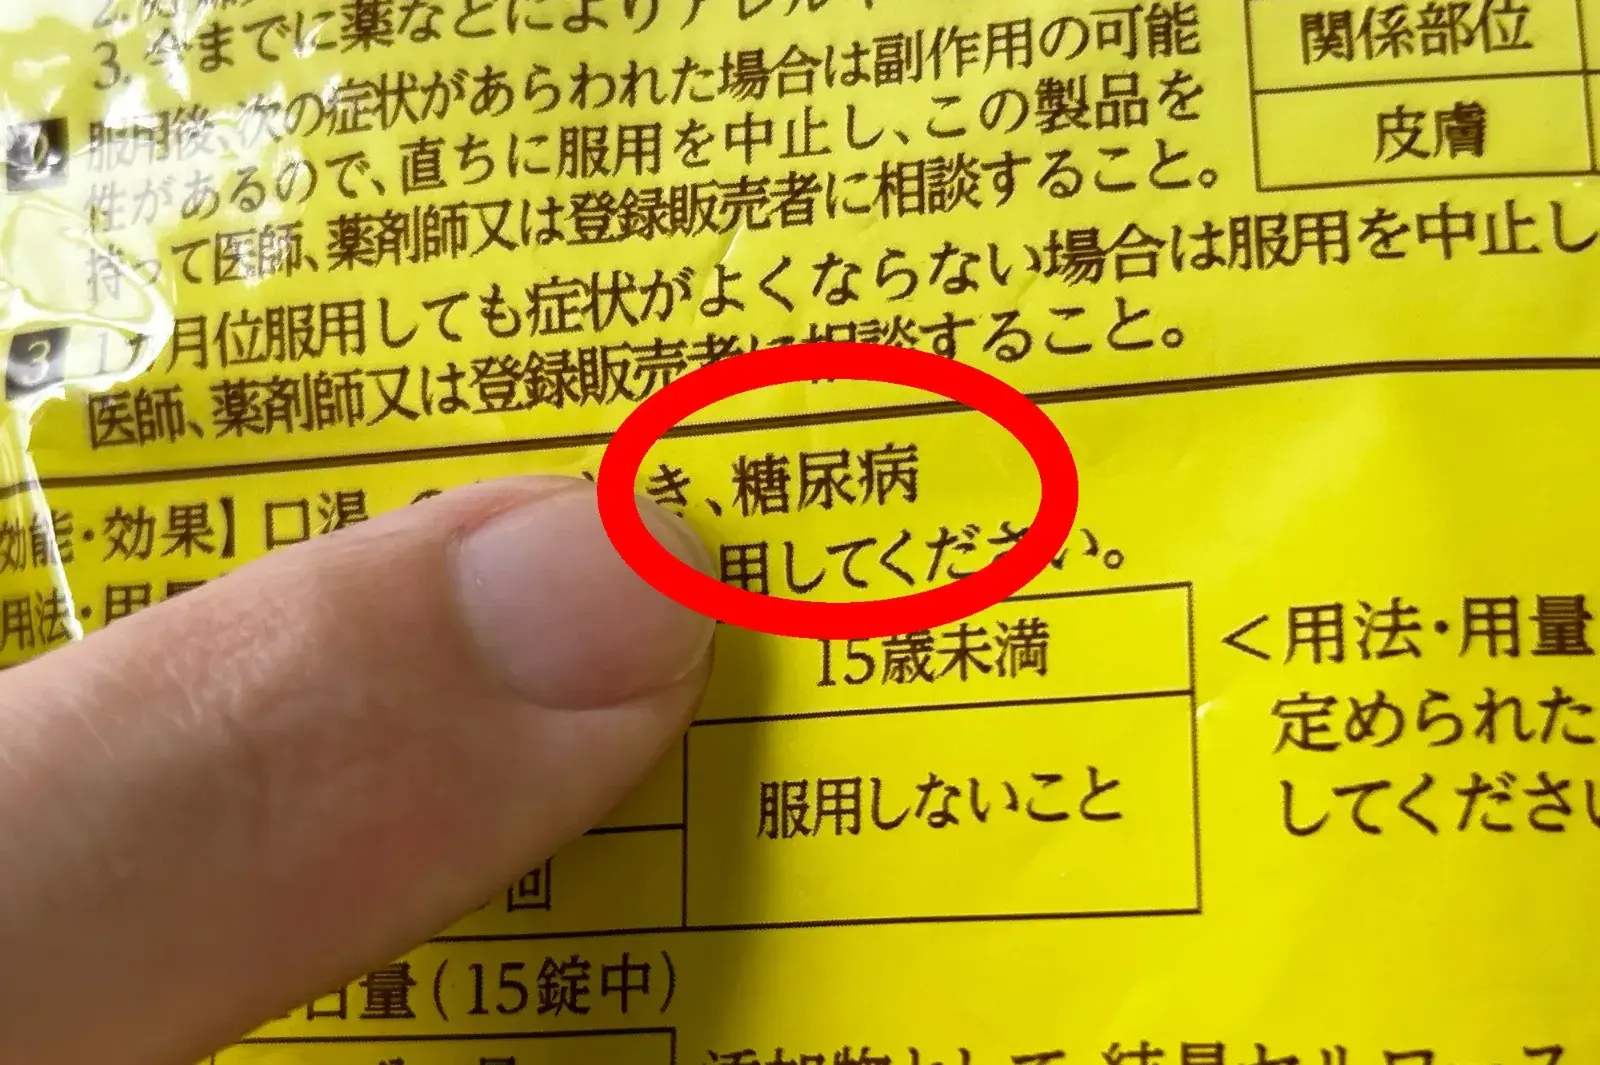 3. 今までに薬などによりアレル
関係部位
皮膚
2 服用後、次の症状があらわれた場合は副作用の可能
性があるので、直ちに服用を中止し、この製品を
持って医師、薬剤師又は登録販売者に相談すること。
3 1ヵ月位服用しても症状がよくならない場合は服用を中止し
医師、薬剤師又は登録販売者に相談すること。
効能・効果】口渇
き、糖尿病
用法・用
用してください。
15歳未満
服用しないこと
回
<用法・用量
定められた
してくださ
量(15錠中)